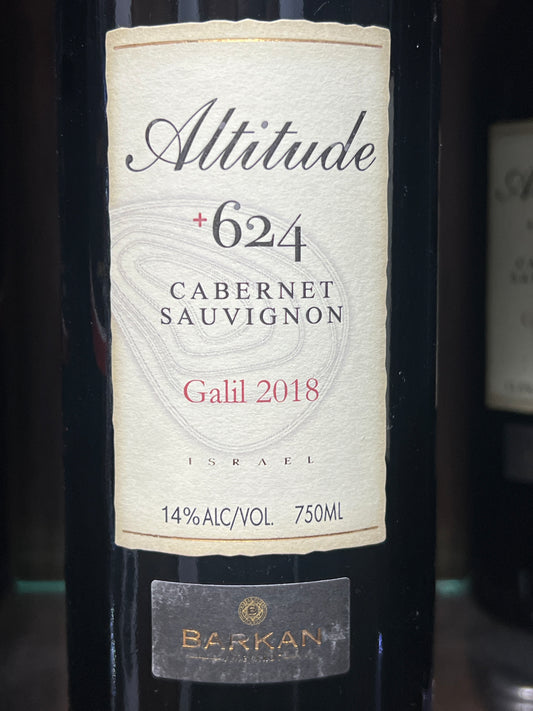 Altitude
+624
CABERNET
SAUVIGNON
Galil 2018
ISRAEL
14% ALC/VOL. 750ML
BARKAN